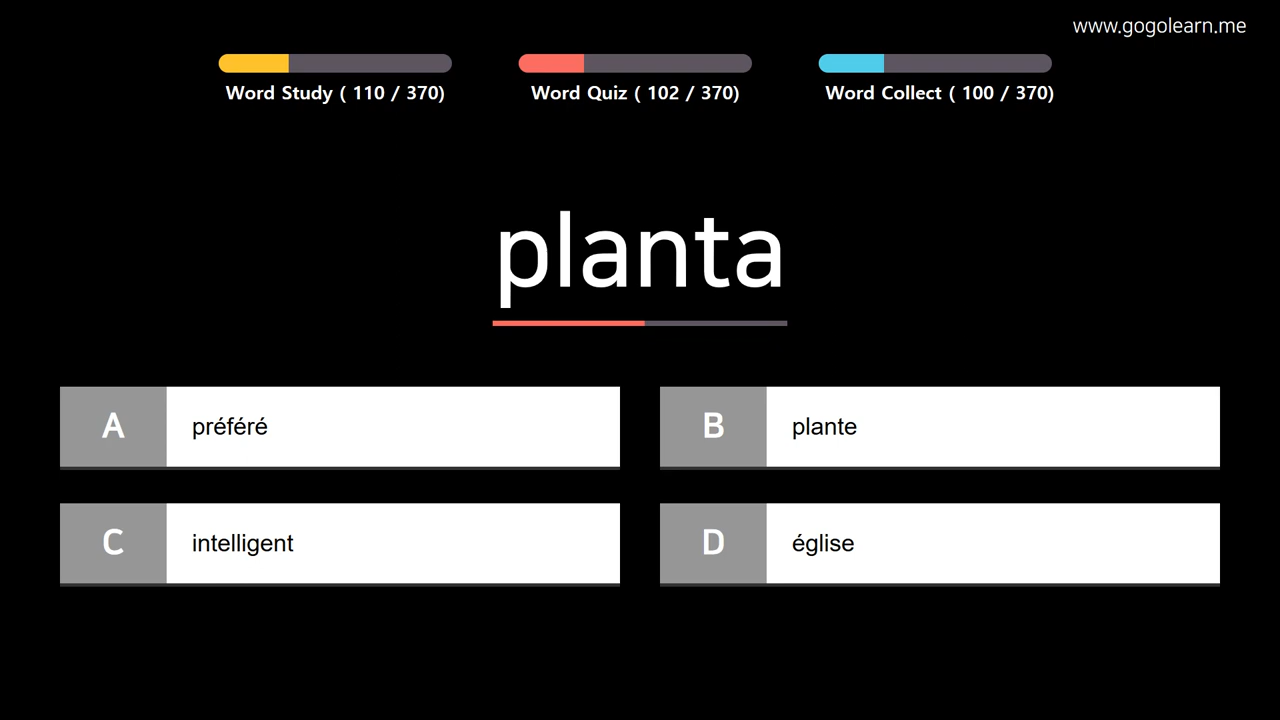 www.gogolearn.me
Word Study ( 110 / 370)
Word Quiz ( 102 / 370)
Word Collect ( 100 / 370)
planta
A préféré
B plante
C intelligent
D église